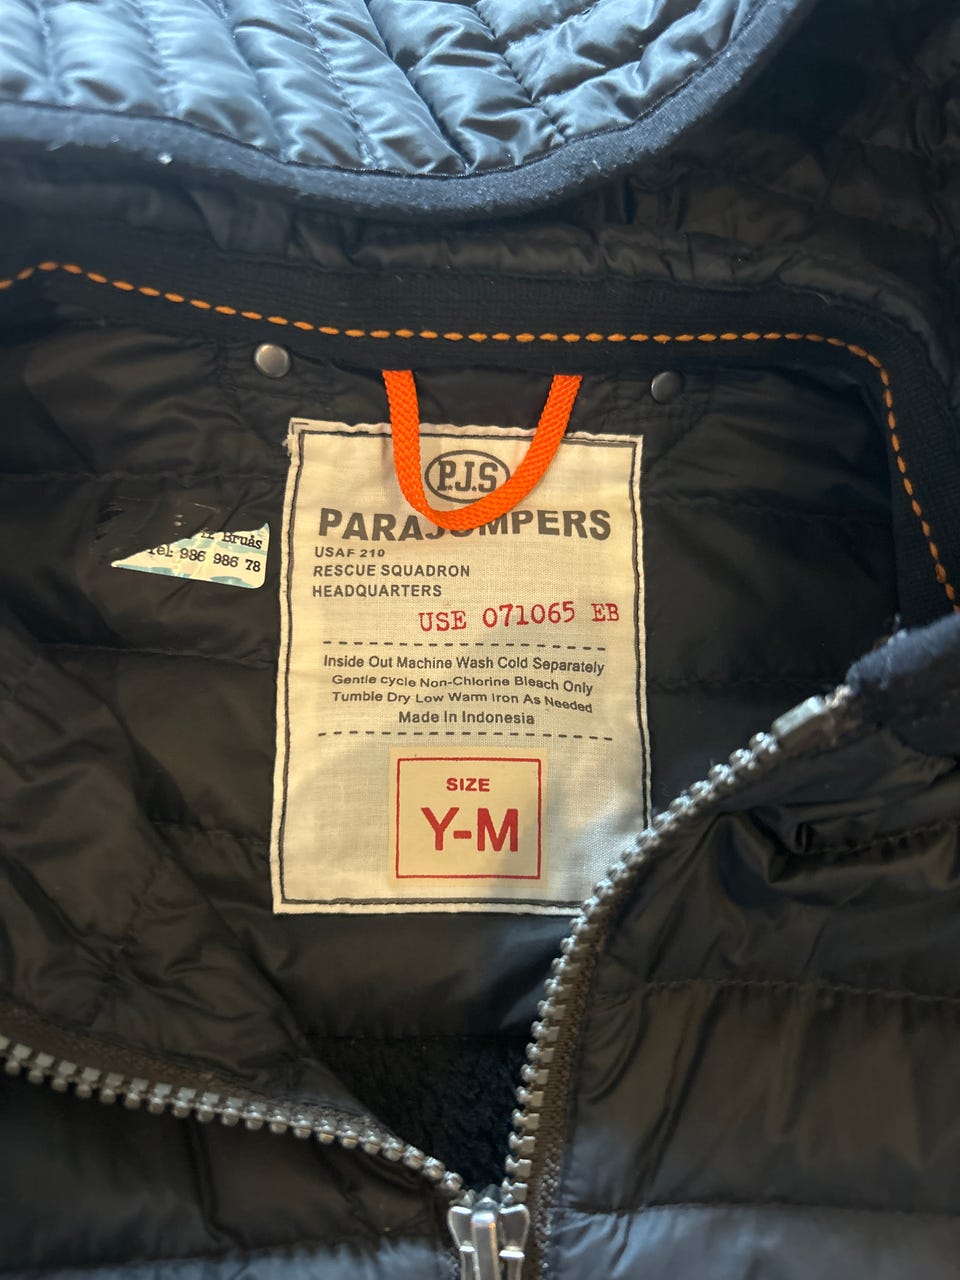 P.J.S
PARAJUMPERS
USAF 210
RESCUE SQUADRON
HEADQUARTERS
USE 071065 EB
Inside Out Machine Wash Cold Separately
Gentle cycle Non-Chlorine Bleach Only
Tumble Dry Low Warm Iron As Needed
Made In Indonesia
SIZE
Y-M
Bruås
Tel: 986 986 78